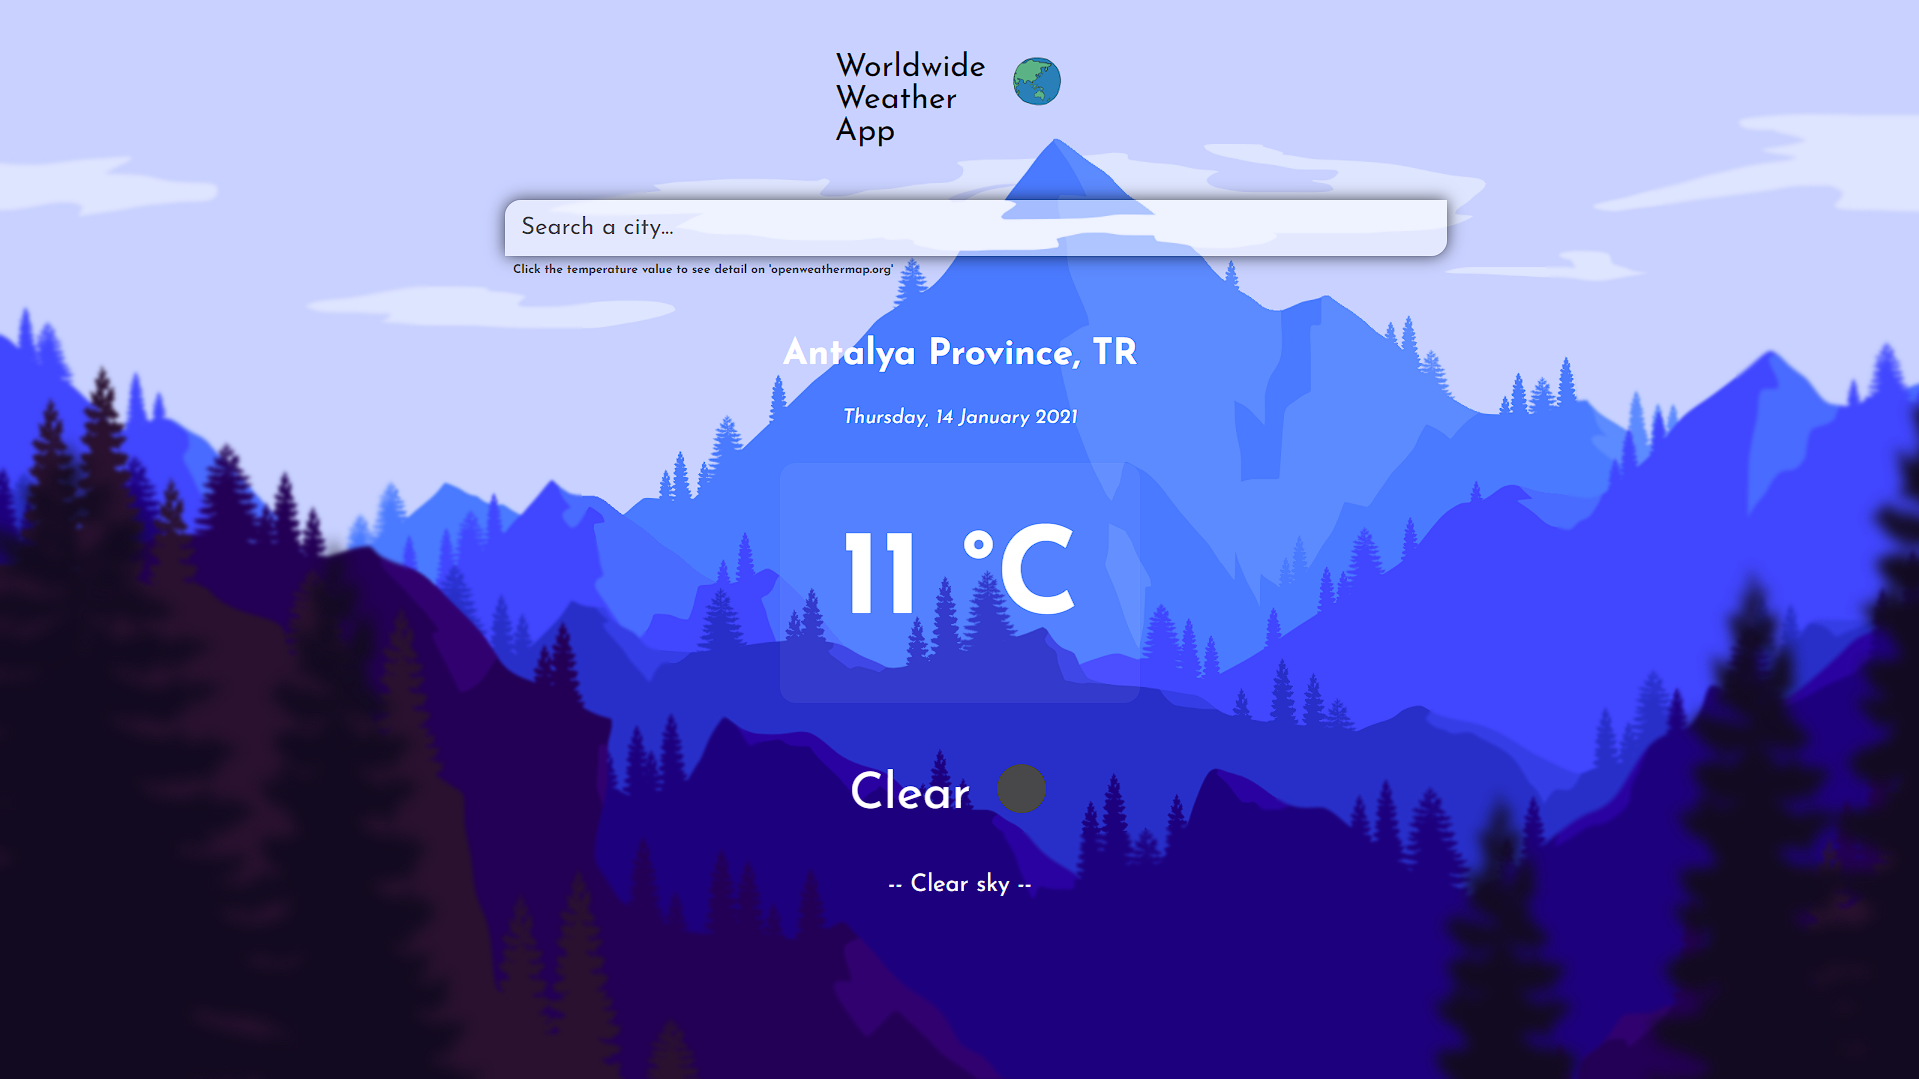 Worldwide
Weather
App
Search a city...
Click the temperature value to see detail on 'openweathermap.org'
Antalya Province, TR
Thursday, 14 January 2021
11 °C
Clear
-- Clear sky --